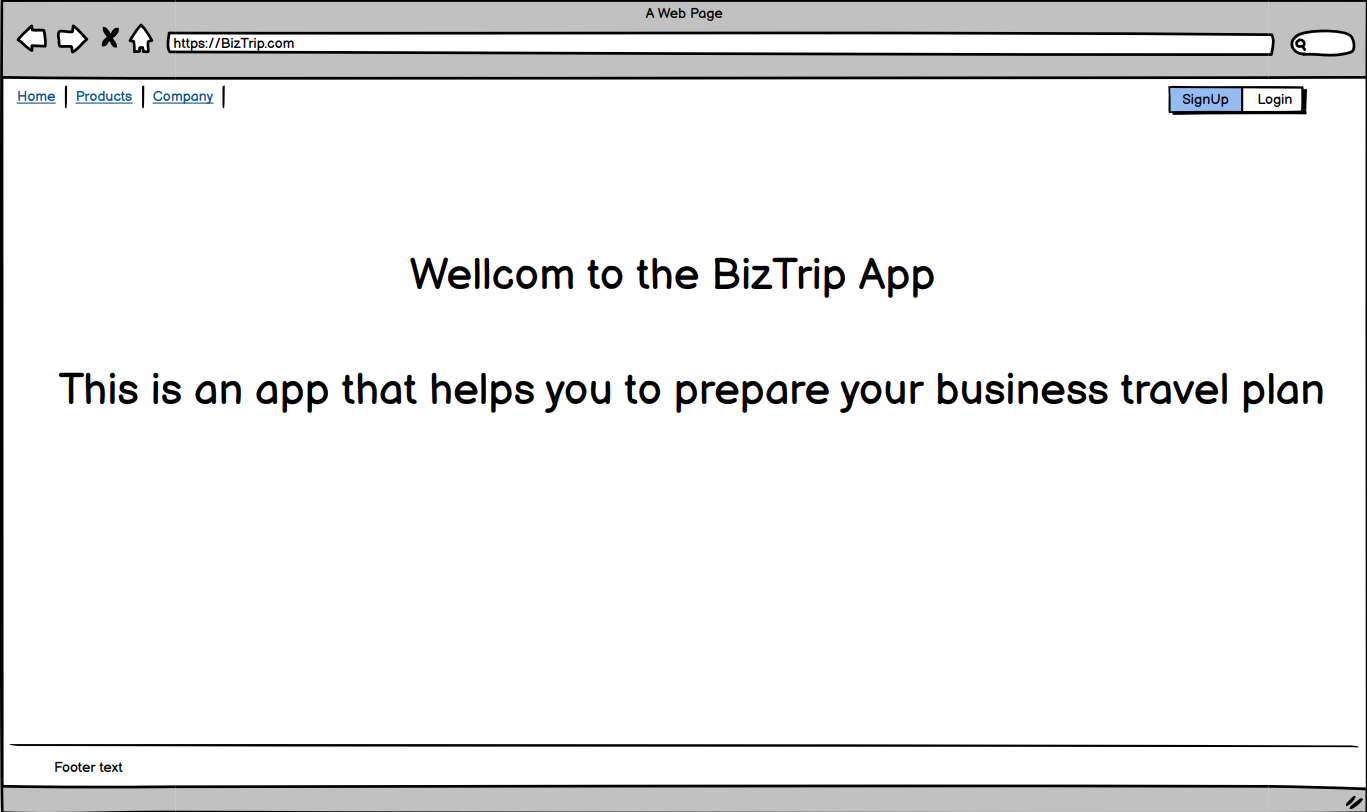 A Web Page
https://BizTrip.com
Home Products Company SignUp Login
Wellcom to the BizTrip App
This is an app that helps you to prepare your business travel plan
Footer text